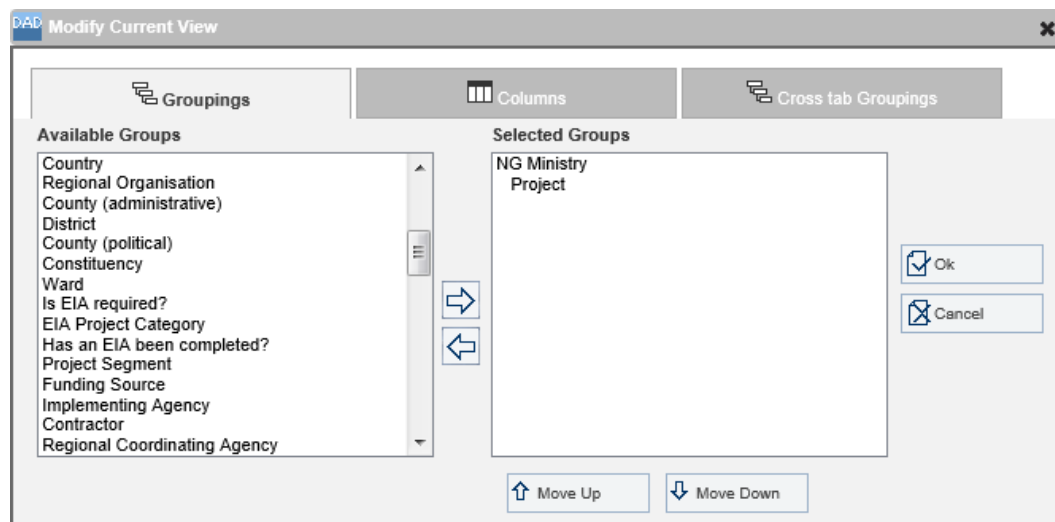 DAD Modify Current View
Groupings
Columns
Cross tab Groupings
Available Groups
Country
Regional Organisation
County (administrative)
District
County (political)
Constituency
Ward
Is EIA required?
EIA Project Category
Has an EIA been completed?
Project Segment
Funding Source
Implementing Agency
Contractor
Regional Coordinating Agency
Selected Groups
NG Ministry
Project
Ok
Cancel
Move Up
Move Down